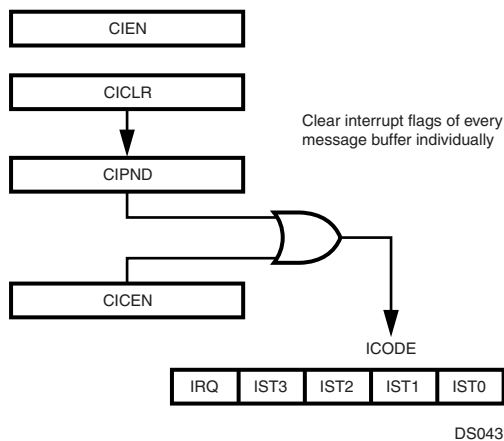 CIEN
CICLR
Clear interrupt flags of every
message buffer individually
CIPND
CICEN
ICODE
IRQ IST3 IST2 IST1 IST0
DS043